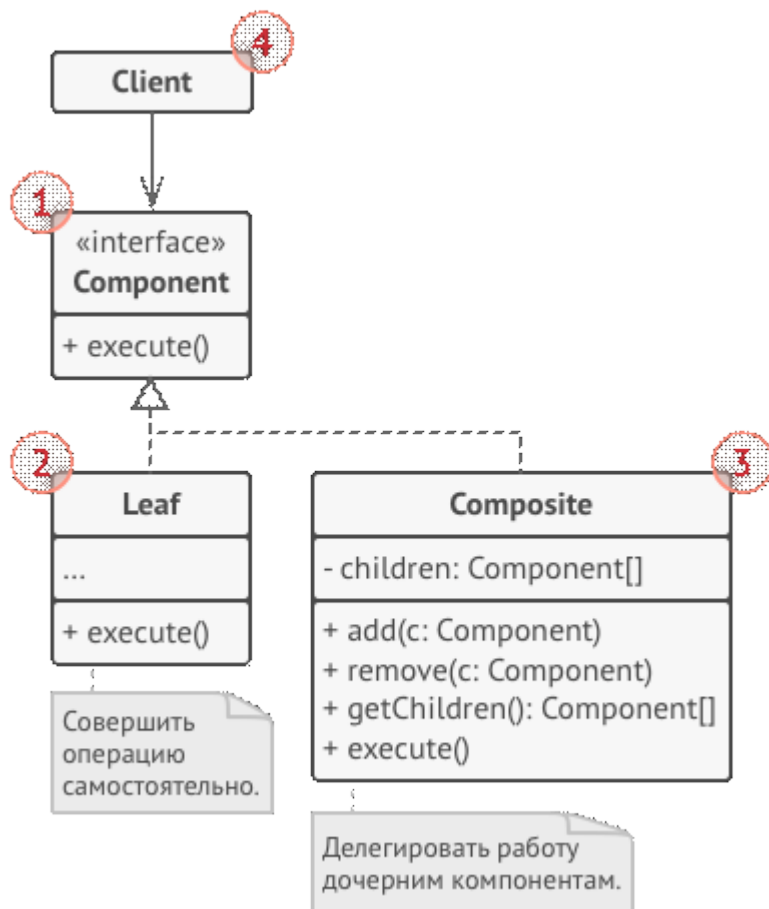 4
Client
1
«interface»
Component
+ execute()
2
Leaf
...
+ execute()
Совершить
операцию
самостоятельно.
3
Composite
- children: Component[]
+ add(c: Component)
+ remove(c: Component)
+ getChildren(): Component[]
+ execute()
Делегировать работу
дочерним компонентам.